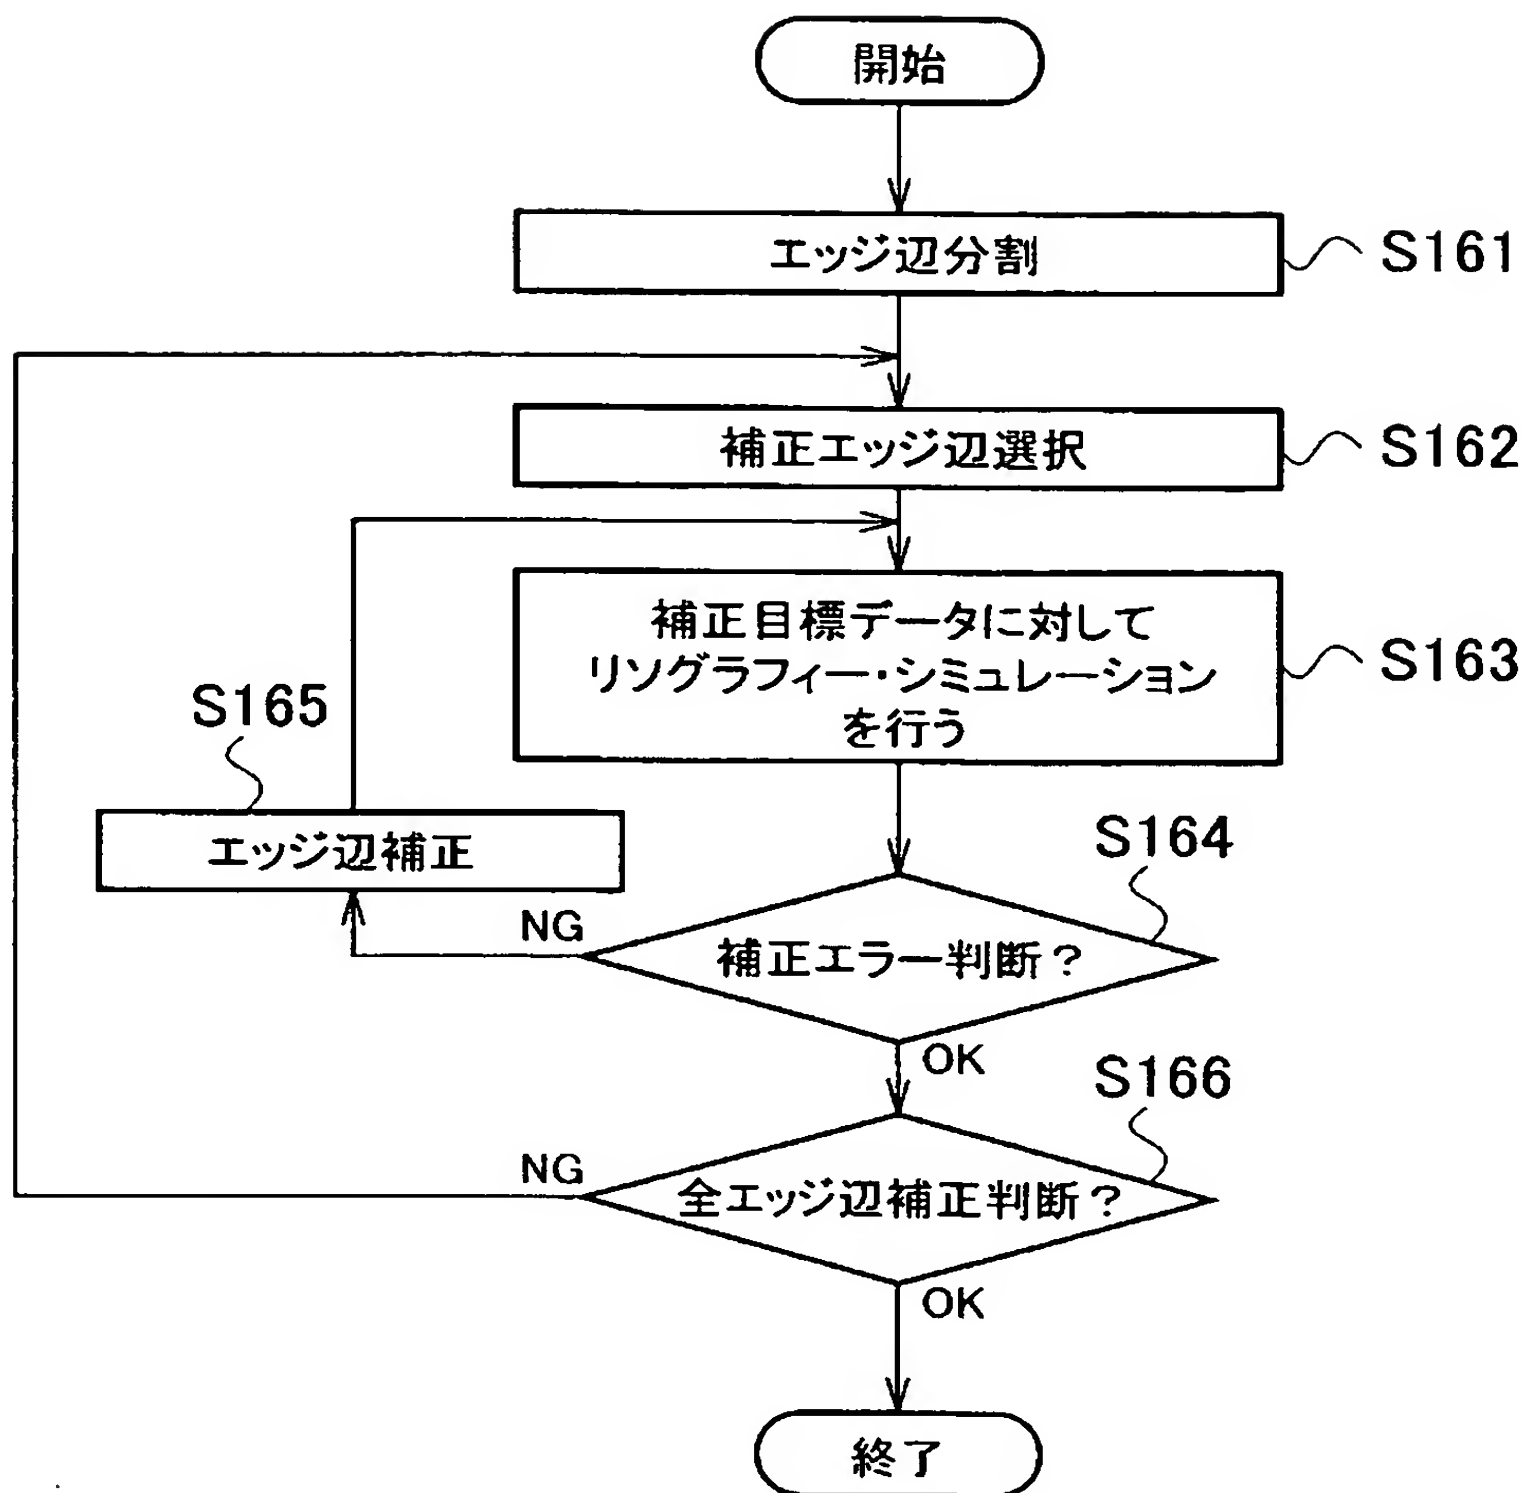 開始
エッジ辺分割
S161
補正エッジ辺選択
S162
補正目標データに対して
リソグラフィー・シミュレーション
を行う
S163
S165
エッジ辺補正
S164
NG
補正エラー判断？
OK
S166
NG
全エッジ辺補正判断？
OK
終了